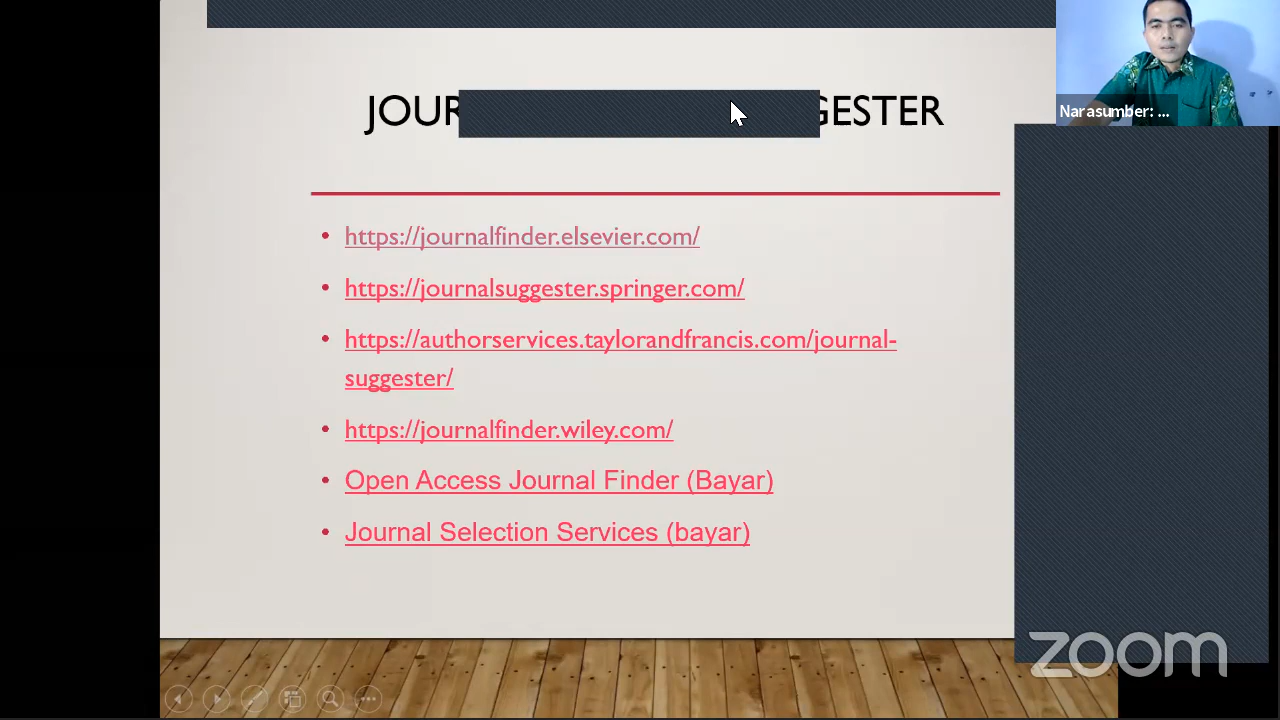 Narasumber: ...
JOUR GESTER
https://journalfinder.elsevier.com/
https://journalsuggester.springer.com/
https://authorservices.taylorandfrancis.com/journal-
suggester/
https://journalfinder.wiley.com/
Open Access Journal Finder (Bayar)
Journal Selection Services (bayar)
zoom